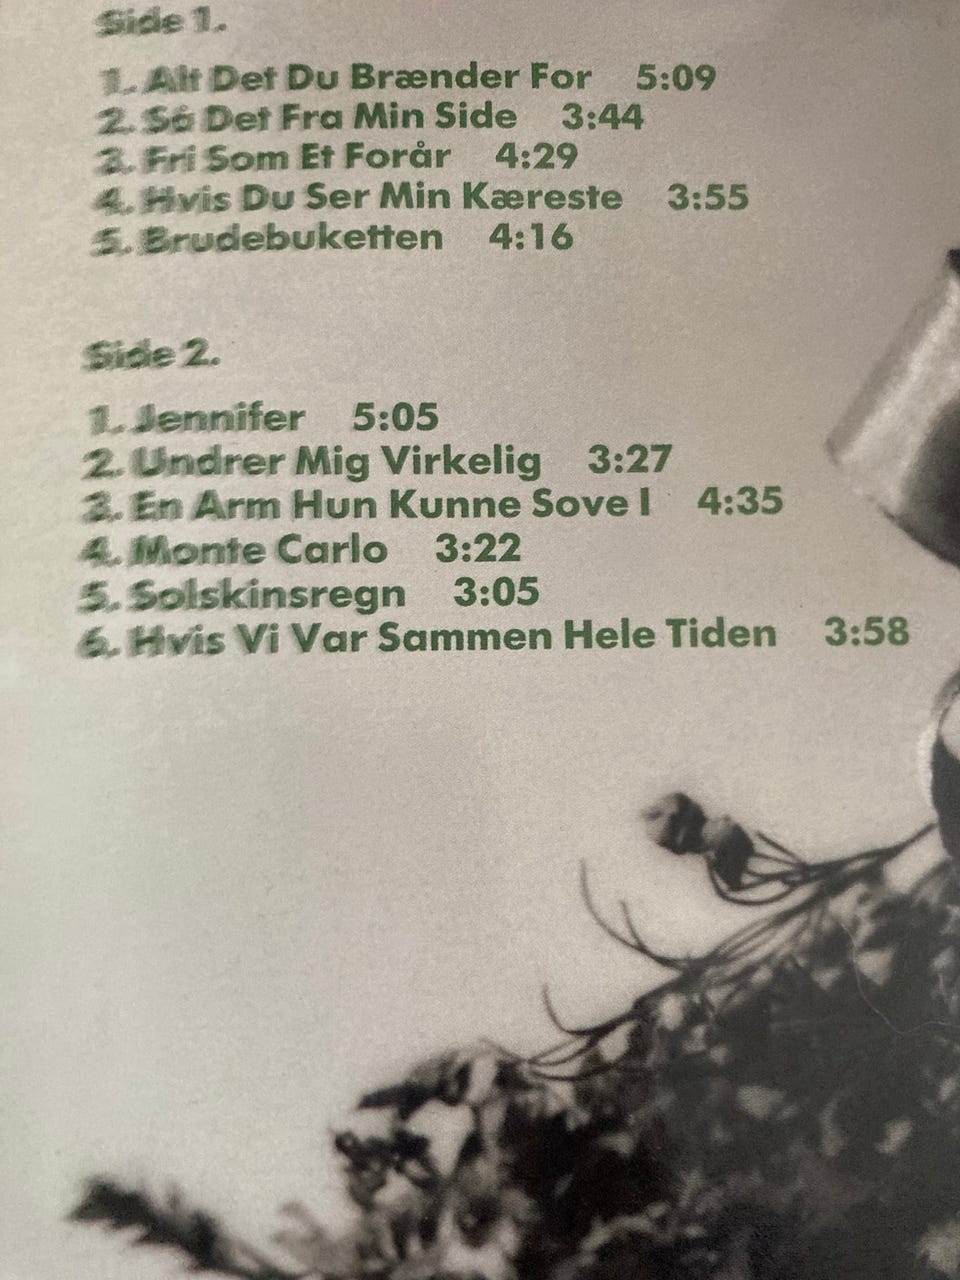 Side 1.
1. Alt Det Du Brænder For 5:09
2. Så Det Fra Min Side 3:44
3. Fri Som Et Forår 4:29
4. Hvis Du Ser Min Kæreste 3:55
5. Brudebuketten 4:16
Side 2.
1. Jennifer 5:05
2. Undrer Mig Virkelig 3:27
3. En Arm Hun Kunne Sove I 4:35
4. Monte Carlo 3:22
5. Solskinsregn 3:05
6. Hvis Vi Var Sammen Hele Tiden 3:58